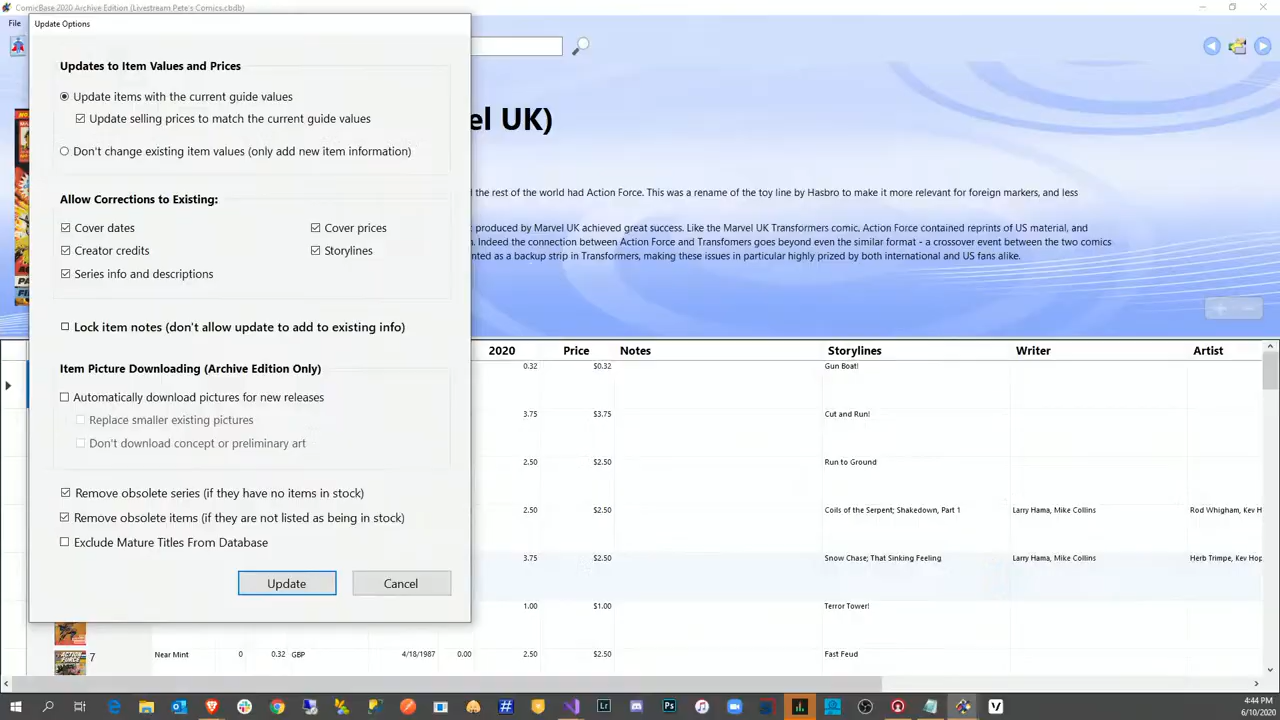 ComicBase 2020 Archive Edition (Livestream Pete's Comics.cbdb)
File
Update Options
Updates to Item Values and Prices
Update items with the current guide values
Update selling prices to match the current guide values
Don't change existing item values (only add new item information)
Allow Corrections to Existing:
Cover dates
Cover prices
Creator credits
Storylines
Series info and descriptions
Lock item notes (don't allow update to add to existing info)
Item Picture Downloading (Archive Edition Only)
Automatically download pictures for new releases
Replace smaller existing pictures
Don't download concept or preliminary art
Remove obsolete series (if they have no items in stock)
Remove obsolete items (if they are not listed as being in stock)
Exclude Mature Titles From Database
Update Cancel
el UK)
d the rest of the world had Action Force. This was a rename of the toy line by Hasbro to make it more relevant for foreign markers, and less
produced by Marvel UK achieved great success. Like the Marvel UK Transformers comic, Action Force contained reprints of US material, and
. Indeed the connection between Action Force and Transfomers goes beyond even the similar format - a crossover event between the two comics
nted as a backup strip in Transformers, making these issues in particular highly prized by both international and US fans alike.
2020 Price Notes Storylines Writer Artist
0.32 $0.32 Gun Boat!
3.75 $3.75 Cut and Run!
2.50 $2.50 Run to Ground
2.50 $2.50 Coils of the Serpent; Shakedown, Part 1 Larry Hama, Mike Collins Rod Whigham, Kev H
3.75 $2.50 Snow Chase; That Sinking Feeling Larry Hama, Mike Collins Herb Trimpe, Kev Hop
1.00 $1.00 Terror Tower!
7 Near Mint 0 0.32 GBP 4/18/1987 0.00 2.50 $2.50 Fast Feud
4:44 PM
6/10/2020